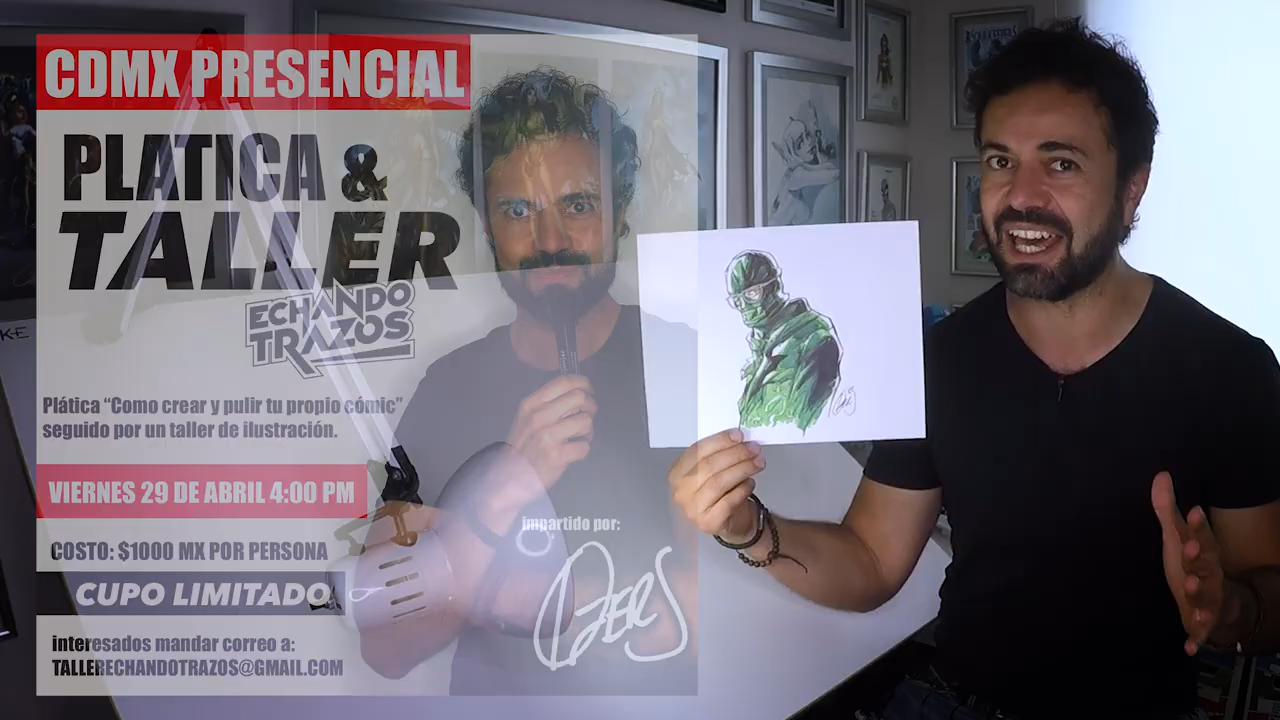 CDMX PRESENCIAL
PLATICA &
TALLER
ECHANDO
TRAZOS
Plática “Como crear y pulir tu propio cómic”
seguido por un taller de ilustración.
VIERNES 29 DE ABRIL 4:00 PM
COSTO: $1000 MX POR PERSONA
CUPO LIMITADO
interesados mandar correo a:
TALLERECHANDOTRAZOS@GMAIL.COM
impartido por: